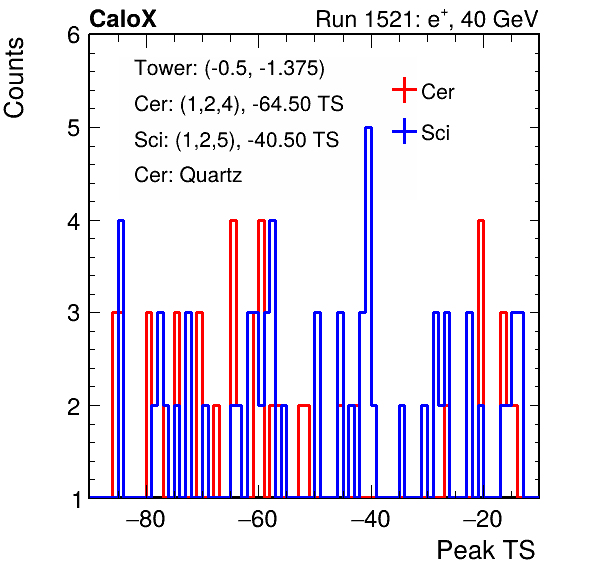 CaloX Run 1521: e+, 40 GeV
Counts
6
5
4
3
2
1
Tower: (-0.5, -1.375)
Cer: (1,2,4), -64.50 TS
Sci: (1,2,5), -40.50 TS
Cer: Quartz
Cer
Sci
−80 −60 −40 −20
Peak TS